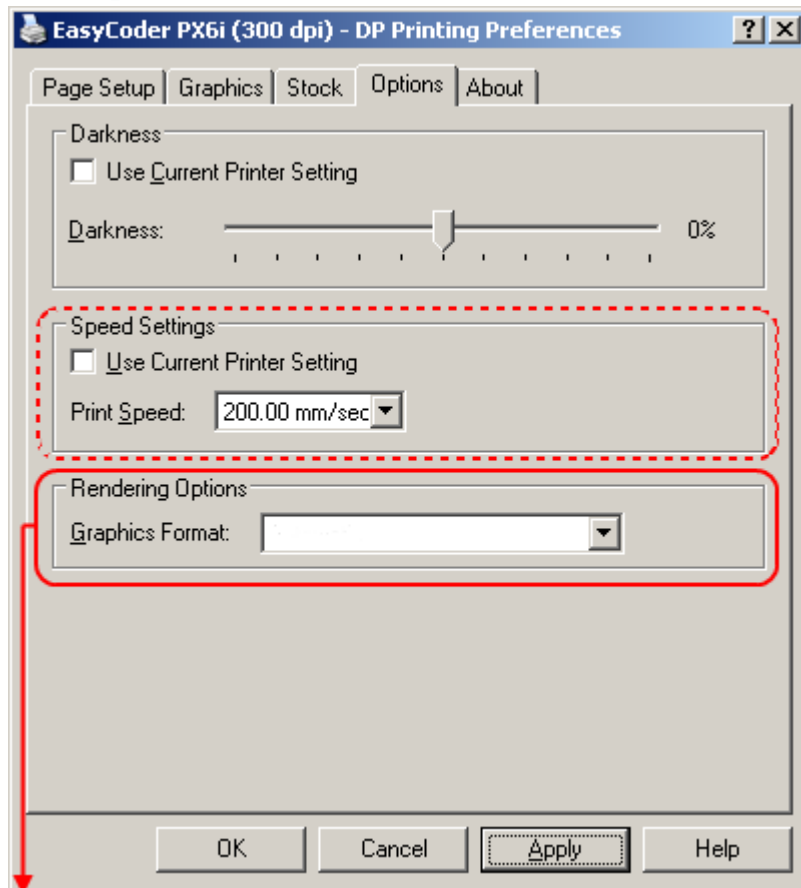 EasyCoder PX6i (300 dpi) - DP Printing Preferences
Page Setup Graphics Stock Options About
Darkness
Use Current Printer Setting
Darkness: 0%
Speed Settings
Use Current Printer Setting
Print Speed: 200.00 mm/sec
Rendering Options
Graphics Format:
OK Cancel Apply Help